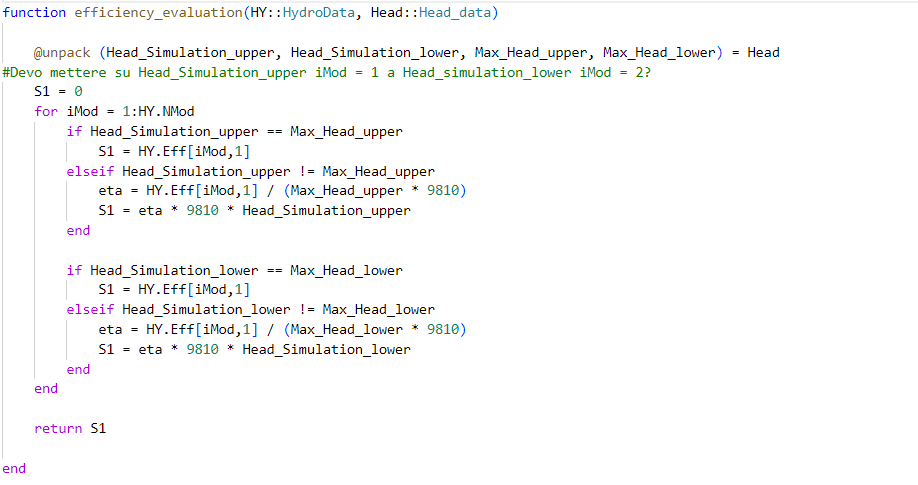 function efficiency_evaluation(HY::HydroData, Head::Head_data)
@unpack (Head_Simulation_upper, Head_Simulation_lower, Max_Head_upper, Max_Head_lower) = Head
#Devo mettere su Head_Simulation_upper iMod = 1 a Head_simulation_lower iMod = 2?
S1 = 0
for iMod = 1:HY.NMod
if Head_Simulation_upper == Max_Head_upper
S1 = HY.Eff[iMod,1]
elseif Head_Simulation_upper != Max_Head_upper
eta = HY.Eff[iMod,1] / (Max_Head_upper * 9810)
S1 = eta * 9810 * Head_Simulation_upper
end
if Head_Simulation_lower == Max_Head_lower
S1 = HY.Eff[iMod,1]
elseif Head_Simulation_lower != Max_Head_lower
eta = HY.Eff[iMod,1] / (Max_Head_lower * 9810)
S1 = eta * 9810 * Head_Simulation_lower
end
end
return S1
end